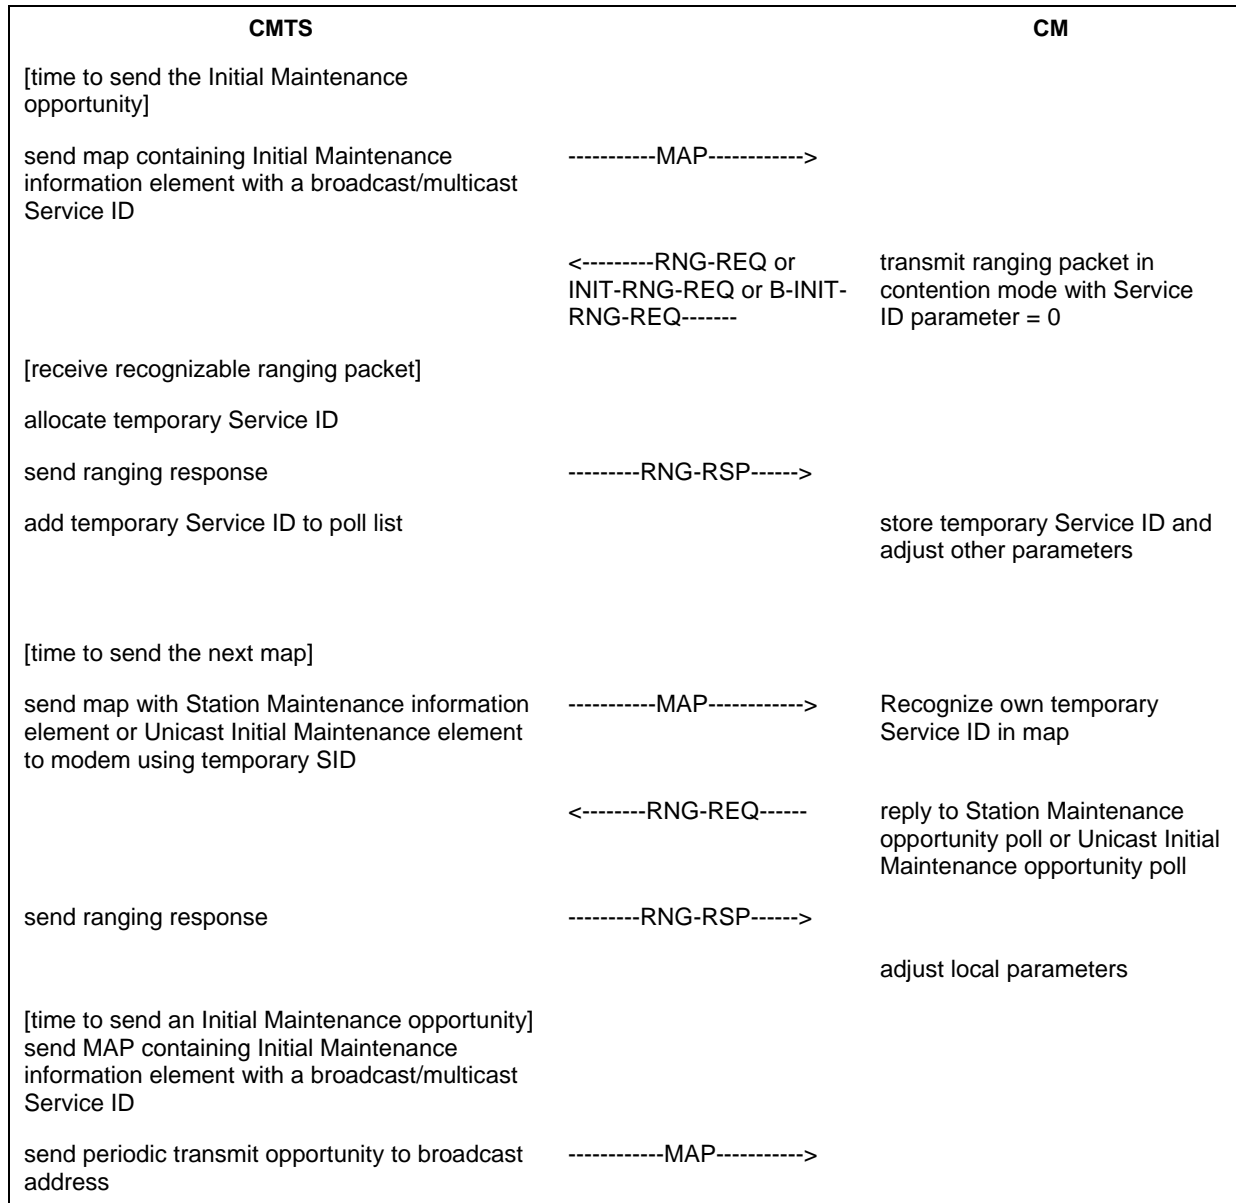 CMTS CM
[time to send the Initial Maintenance
opportunity]
send map containing Initial Maintenance -----------MAP------------>
information element with a broadcast/multicast
Service ID
<---------RNG-REQ or transmit ranging packet in
INIT-RNG-REQ or B-INIT- contention mode with Service
RNG-REQ------- ID parameter = 0
[receive recognizable ranging packet]
allocate temporary Service ID
send ranging response ---------RNG-RSP------>
add temporary Service ID to poll list store temporary Service ID and
adjust other parameters
[time to send the next map]
send map with Station Maintenance information -----------MAP------------> Recognize own temporary
element or Unicast Initial Maintenance element Service ID in map
to modem using temporary SID
<--------RNG-REQ------ reply to Station Maintenance
opportunity poll or Unicast Initial
Maintenance opportunity poll
send ranging response ---------RNG-RSP------>
adjust local parameters
[time to send an Initial Maintenance opportunity]
send MAP containing Initial Maintenance
information element with a broadcast/multicast
Service ID
send periodic transmit opportunity to broadcast ------------MAP----------->
address